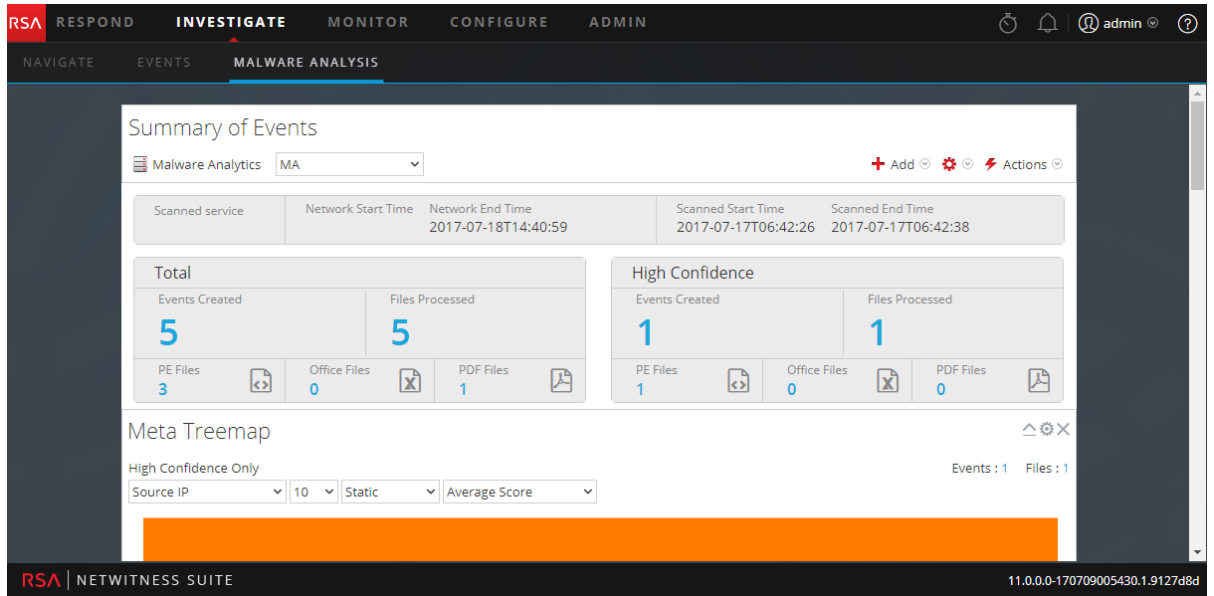 RSA RESPOND INVESTIGATE MONITOR CONFIGURE ADMIN admin ?
NAVIGATE EVENTS MALWARE ANALYSIS
Summary of Events
Malware Analytics MA Add Actions
Scanned service Network Start Time Network End Time Scanned Start Time Scanned End Time
2017-07-18T14:40:59 2017-07-17T06:42:26 2017-07-17T06:42:38
Total High Confidence
Events Created Files Processed Events Created Files Processed
5 5 1 1
PE Files Office Files PDF Files PE Files Office Files PDF Files
3 0 1 1 0 0
Meta Treemap
High Confidence Only Events : 1 Files : 1
Source IP 10 Static Average Score
RSA NETWITNESS SUITE 11.0.0.0-170709005430.1.9127d8d